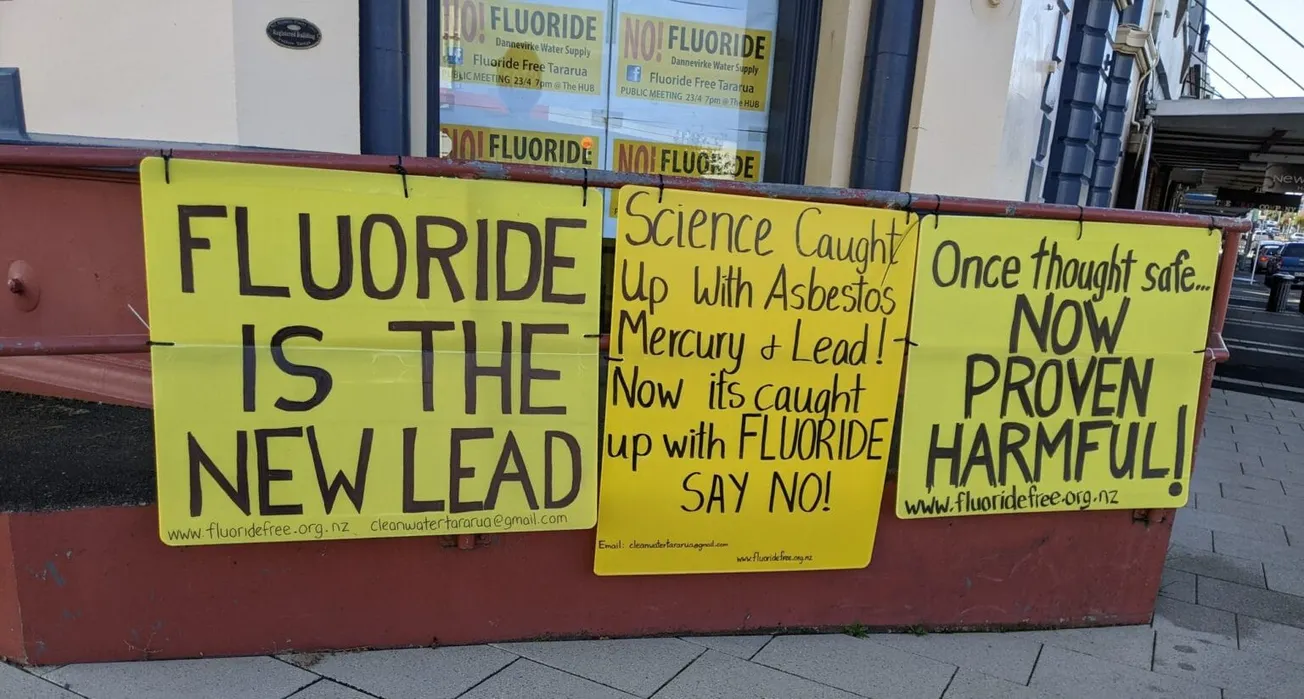 NO! FLUORIDE
Dannevirke Water Supply
Fluoride Free Tararua
PUBLIC MEETING 23/4 7pm @ The HUB
NO! FLUORIDE
Dannevirke Water Supply
Fluoride Free Tararua
PUBLIC MEETING 23/4 7pm @ The HUB
NO! FLUORIDE
NO! FLUORIDE
FLUORIDE
IS THE
NEW LEAD
www.fluoridefree.org.nz cleanwatertararua@gmail.com
Science Caught
Up With Asbestos
Mercury & Lead!
Now its caught
up with FLUORIDE
SAY NO!
Email: cleanwatertararua@gmail.com
www.fluoridefree.org.nz
Once thought safe...
NOW
PROVEN
HARMFUL!
www.fluoridefree.org.nz